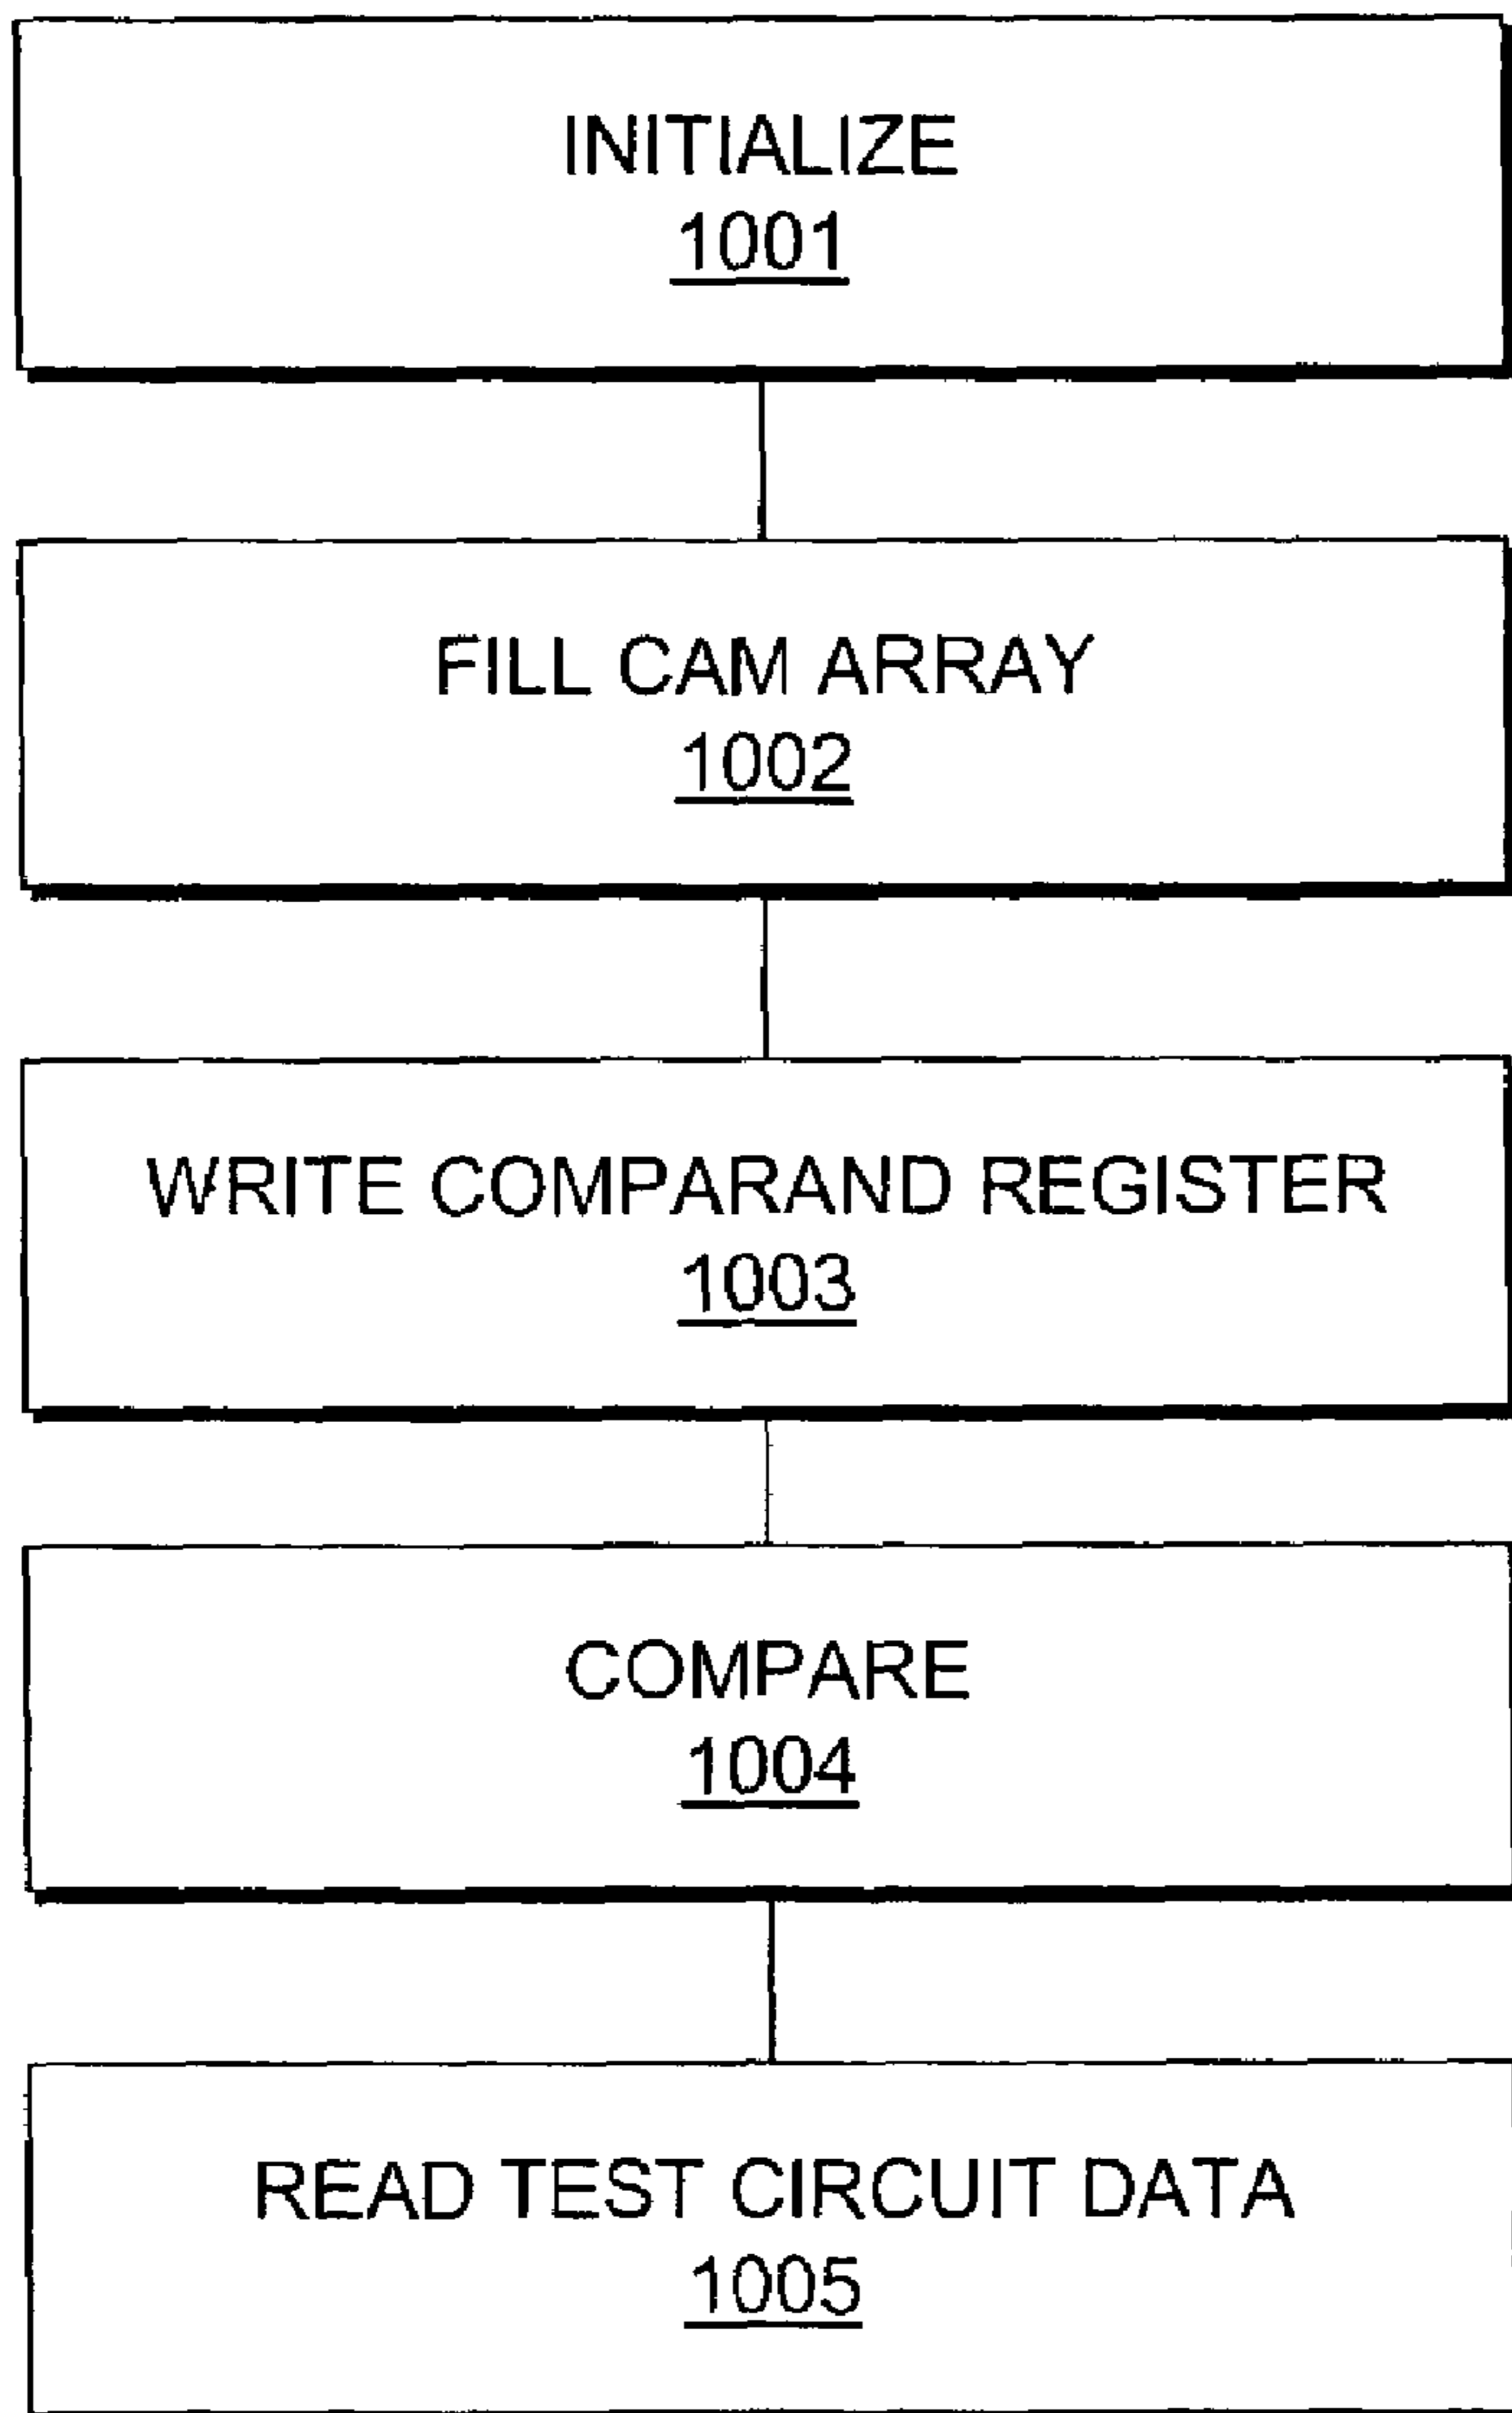 INITIALIZE
1001
FILL CAM ARRAY
1002
WRITE COMPARAND REGISTER
1003
COMPARE
1004
READ TEST CIRCUIT DATA
1005